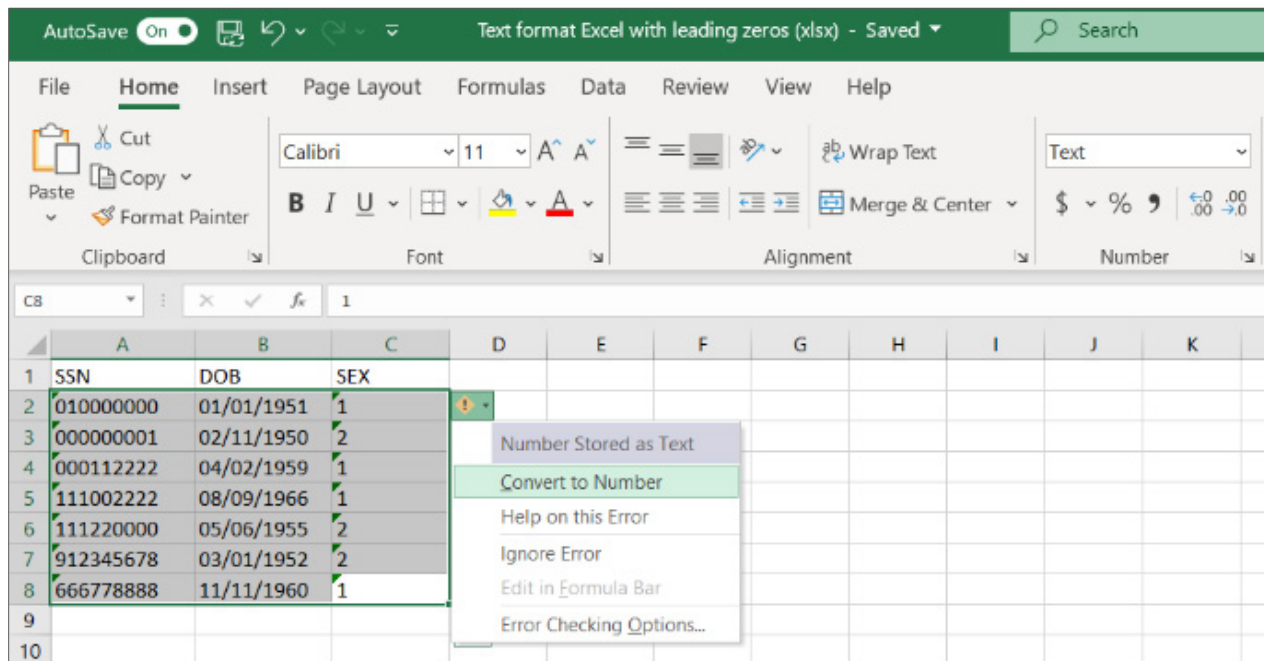 AutoSave On Text format Excel with leading zeros (xlsx) - Saved Search
File Home Insert Page Layout Formulas Data Review View Help
Cut
Copy
Format Painter
Paste
Calibri 11 A A
B I U A
Wrap Text
Merge & Center
Text
$ % , .0 .00 .00 .0
Clipboard Font Alignment Number
C8 fx 1
A B C D E F G H I J K
1 SSN DOB SEX
2 010000000 01/01/1951 1
3 000000001 02/11/1950 2
4 000112222 04/02/1959 1
5 111002222 08/09/1966 1
6 111220000 05/06/1955 2
7 912345678 03/01/1952 2
8 666778888 11/11/1960 1
9
10
Number Stored as Text
Convert to Number
Help on this Error
Ignore Error
Edit in Formula Bar
Error Checking Options...